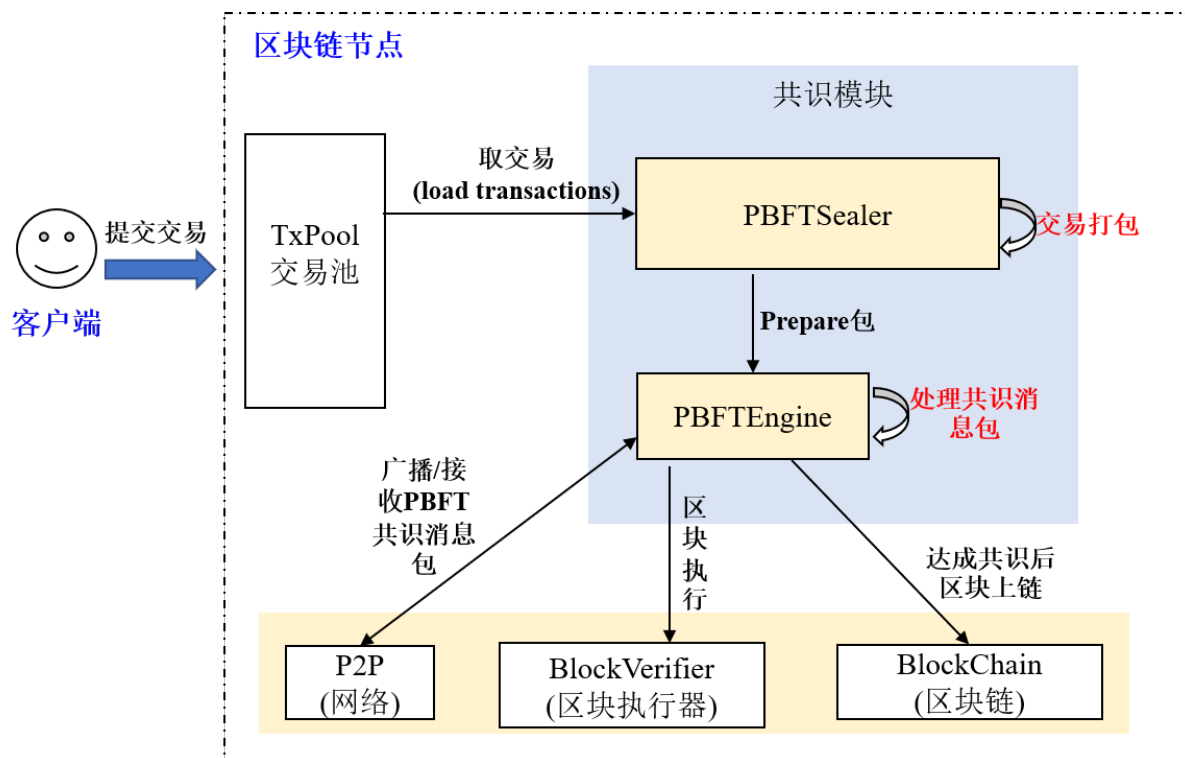 区块链节点
共识模块
取交易
(load transactions)
PBFTSealer
交易打包
提交交易
TxPool
交易池
客户端
Prepare包
PBFTEngine
处理共识消
息包
广播/接
收PBFT
共识消息
包
区
块
执
行
达成共识后
区块上链
P2P
(网络)
BlockVerifier
(区块执行器)
BlockChain
(区块链)